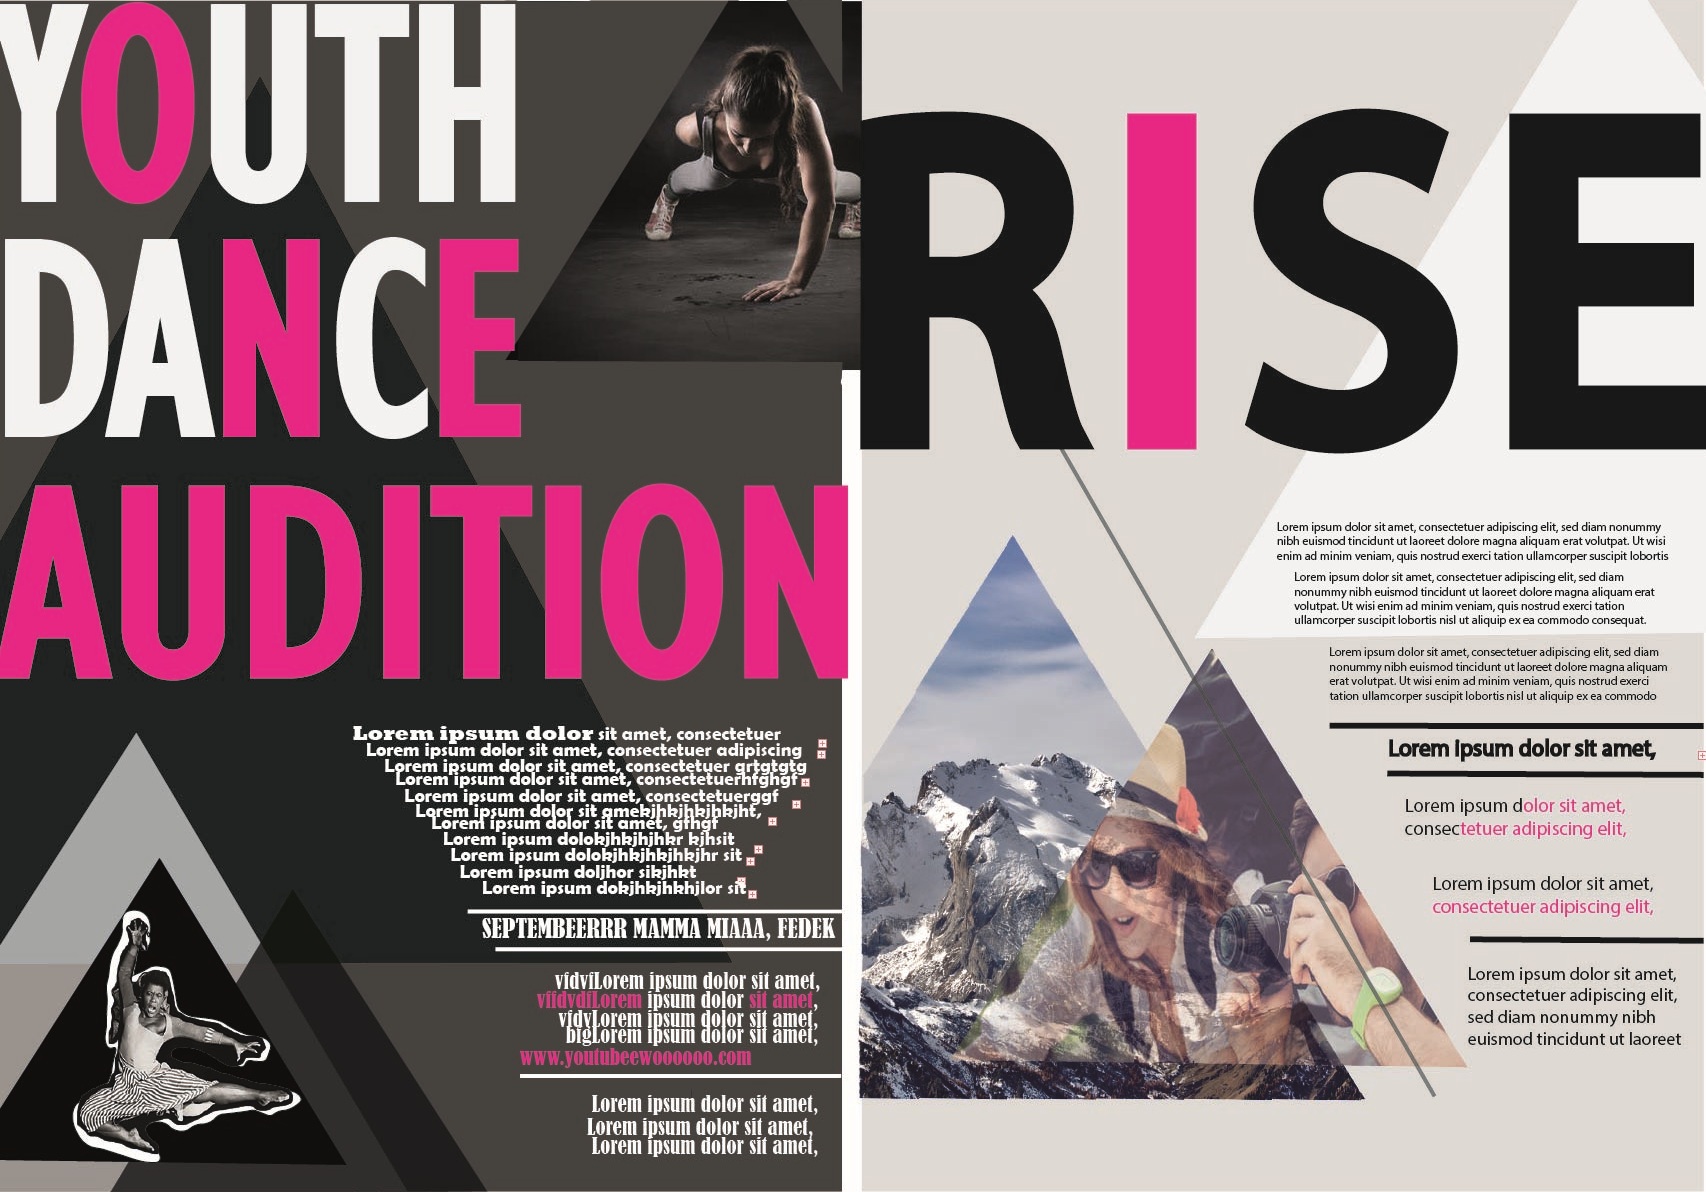 YOUTH
DANCE
AUDITION
Lorem ipsum dolor sit amet, consectetuer
Lorem ipsum dolor sit amet, consectetuer adipiscing
Lorem ipsum dolor sit amet, consectetuer grtgtgtg
Lorem ipsum dolor sit amet, consectetuerhfghgf
Lorem ipsum dolor sit amet, consectetuerggf
Lorem ipsum dolor sit amekjhkjhkjhkjht,
Lorem ipsum dolor sit amet, gfhgf
Lorem ipsum dolokjhkjhjhkr kjhsit
Lorem ipsum dolokjhkjhkjhkjhr sit
Lorem ipsum doljhor sikjhkt
Lorem ipsum dokjhkjhkhjlor sit
SEPTEMBEERRR MAMMA MIAAA, FEDEK
vfdvfLorem ipsum dolor sit amet,
vffdvdfLorem ipsum dolor sit amet,
vfdvLorem ipsum dolor sit amet,
bigLorem ipsum dolor sit amet,
www.youtubeewoooooo.com
Lorem ipsum dolor sit amet,
Lorem ipsum dolor sit amet,
Lorem ipsum dolor sit amet,
RISE
Lorem ipsum dolor sit amet, consectetuer adipiscing elit, sed diam nonummy
nibh euismod tincidunt ut laoreet dolore magna aliquam erat volutpat. Ut wisi
enim ad minim veniam, quis nostrud exerci tation ullamcorper suscipit lobortis
Lorem ipsum dolor sit amet, consectetuer adipiscing elit, sed diam
nonummy nibh euismod tincidunt ut laoreet dolore magna aliquam erat
volutpat. Ut wisi enim ad minim veniam, quis nostrud exerci tation
ullamcorper suscipit lobortis nisl ut aliquip ex ea commodo consequat.
Lorem ipsum dolor sit amet, consectetuer adipiscing elit, sed diam
nonummy nibh euismod tincidunt ut laoreet dolore magna aliquam
erat volutpat. Ut wisi enim ad minim veniam, quis nostrud exerci
tation ullamcorper suscipit lobortis nisl ut aliquip ex ea commodo
Lorem ipsum dolor sit amet,
Lorem ipsum dolor sit amet,
consectetuer adipiscing elit,
Lorem ipsum dolor sit amet,
consectetuer adipiscing elit,
Lorem ipsum dolor sit amet,
consectetuer adipiscing elit,
sed diam nonummy nibh
euismod tincidunt ut laoreet